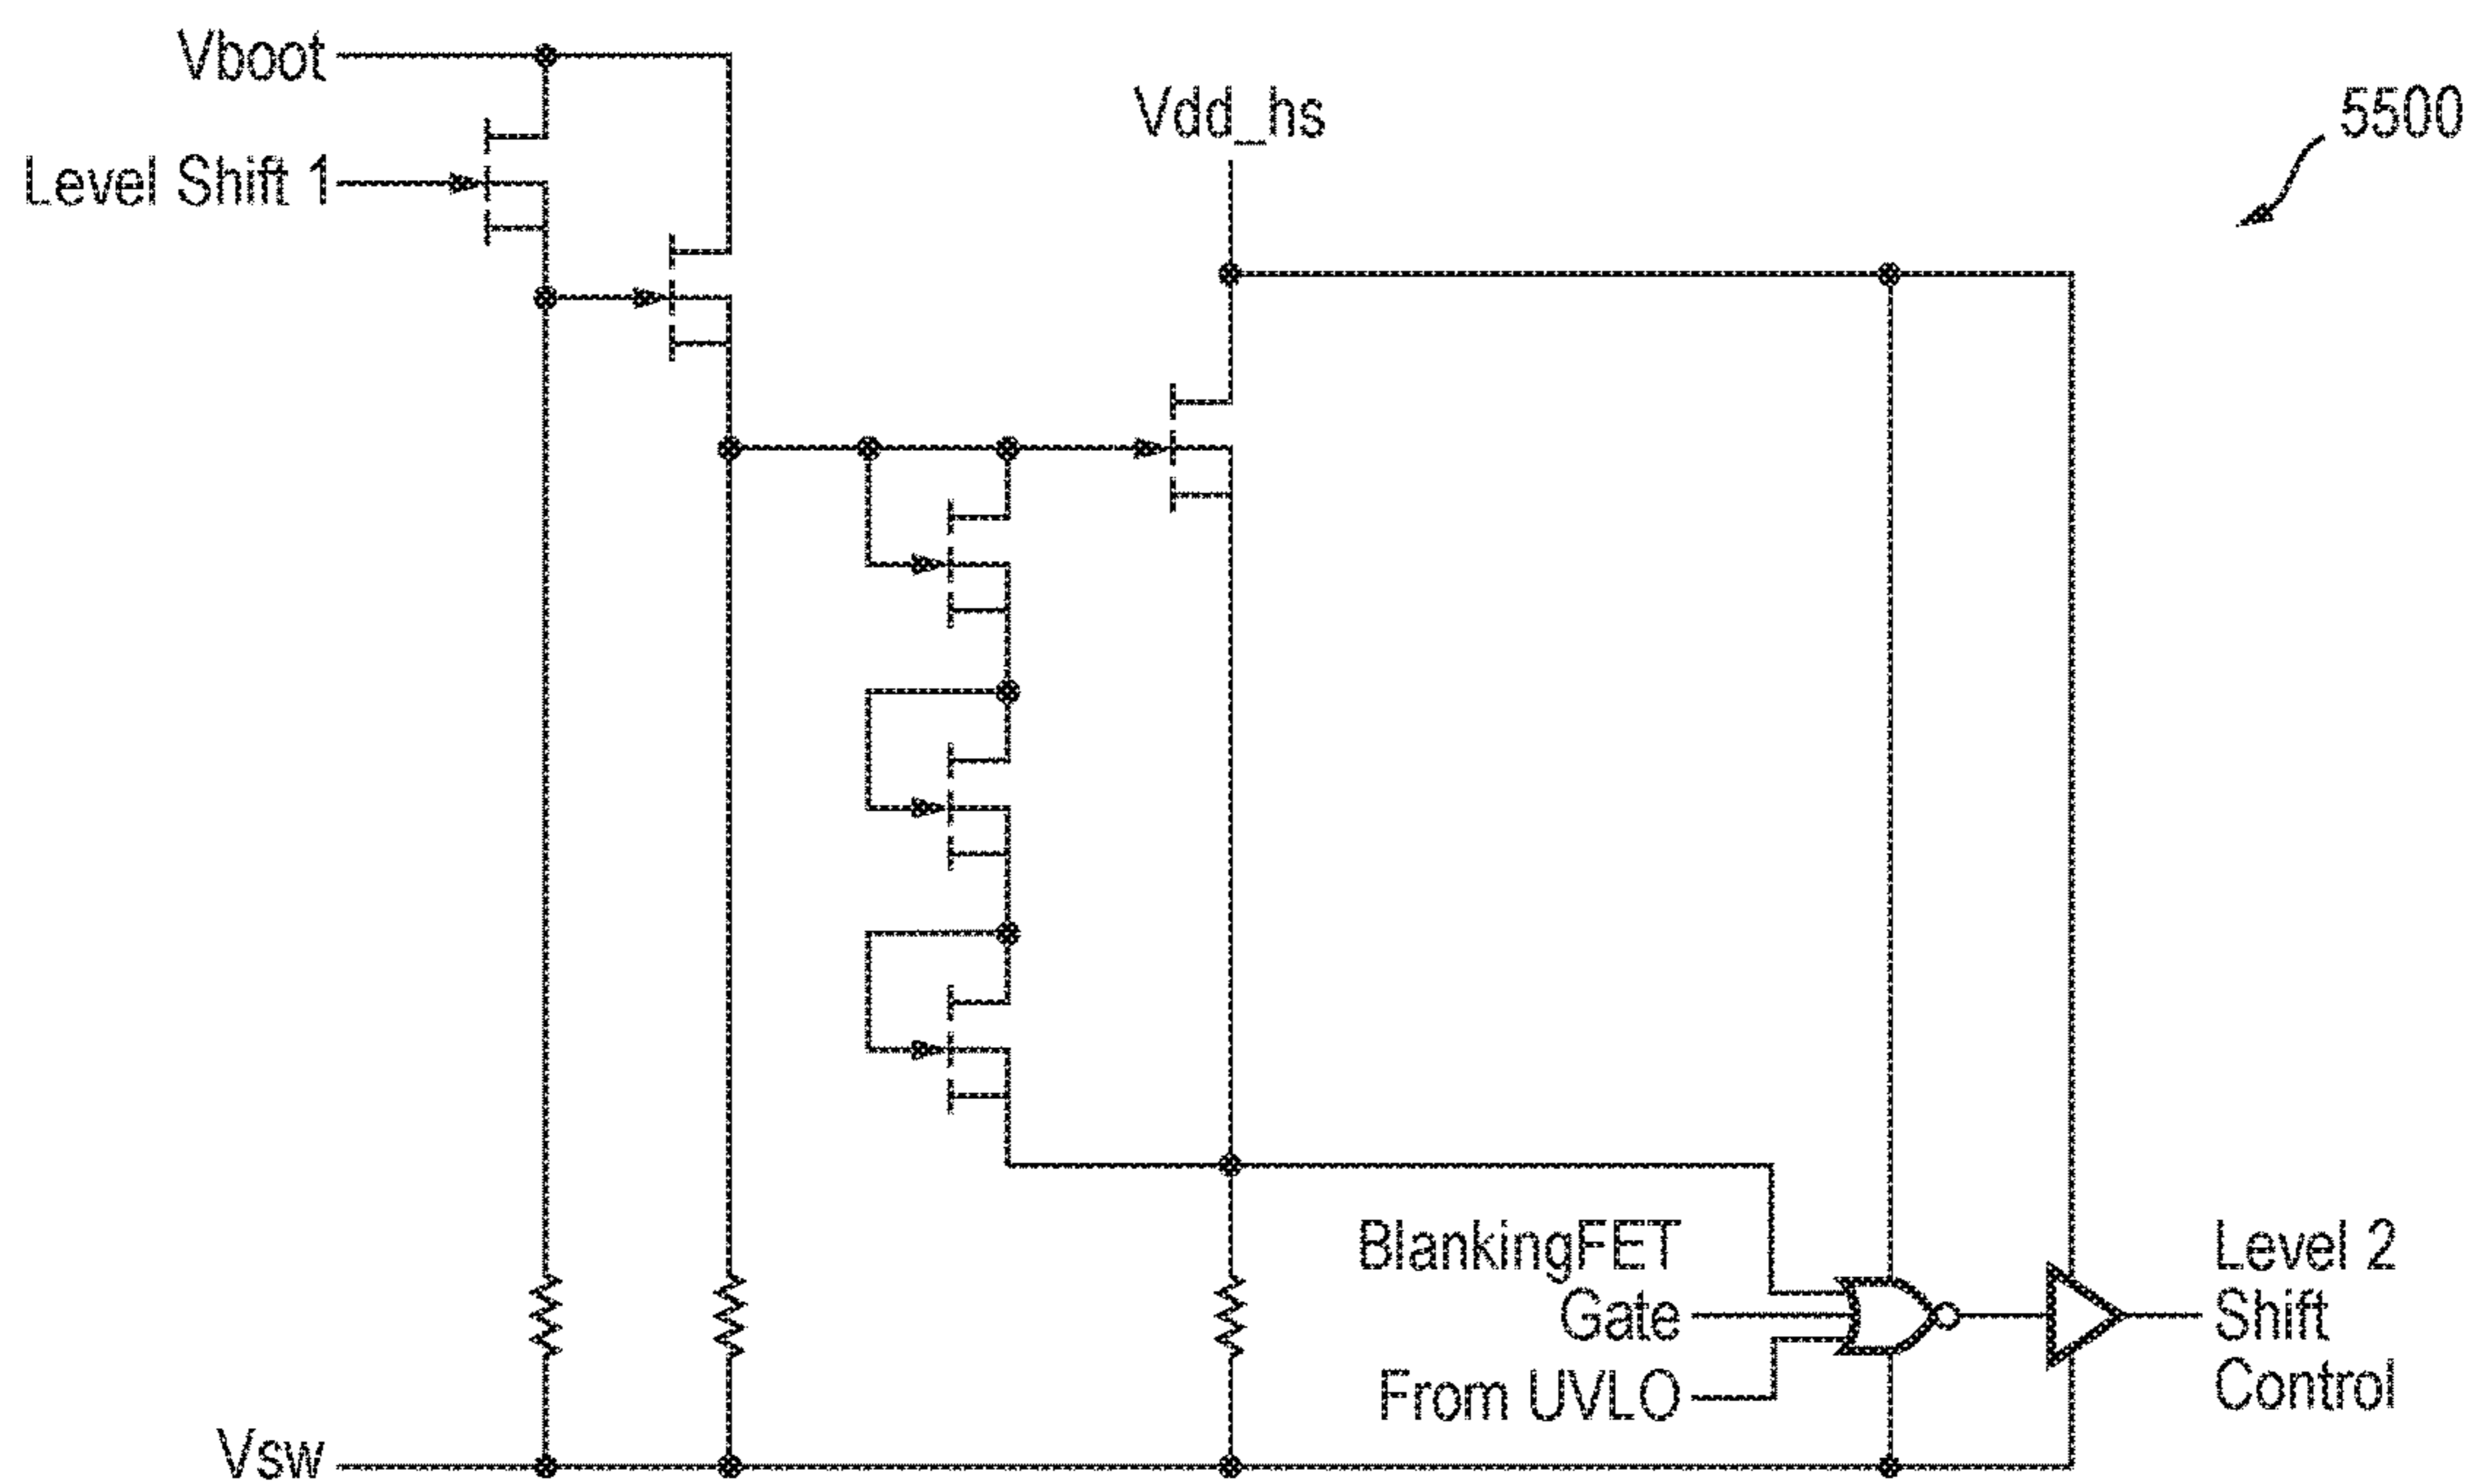 Vboot
Vdd_hs
5500
Level Shift 1
BlankingFET
Gate
From UVLO
Level 2
Shift
Control
Vsw